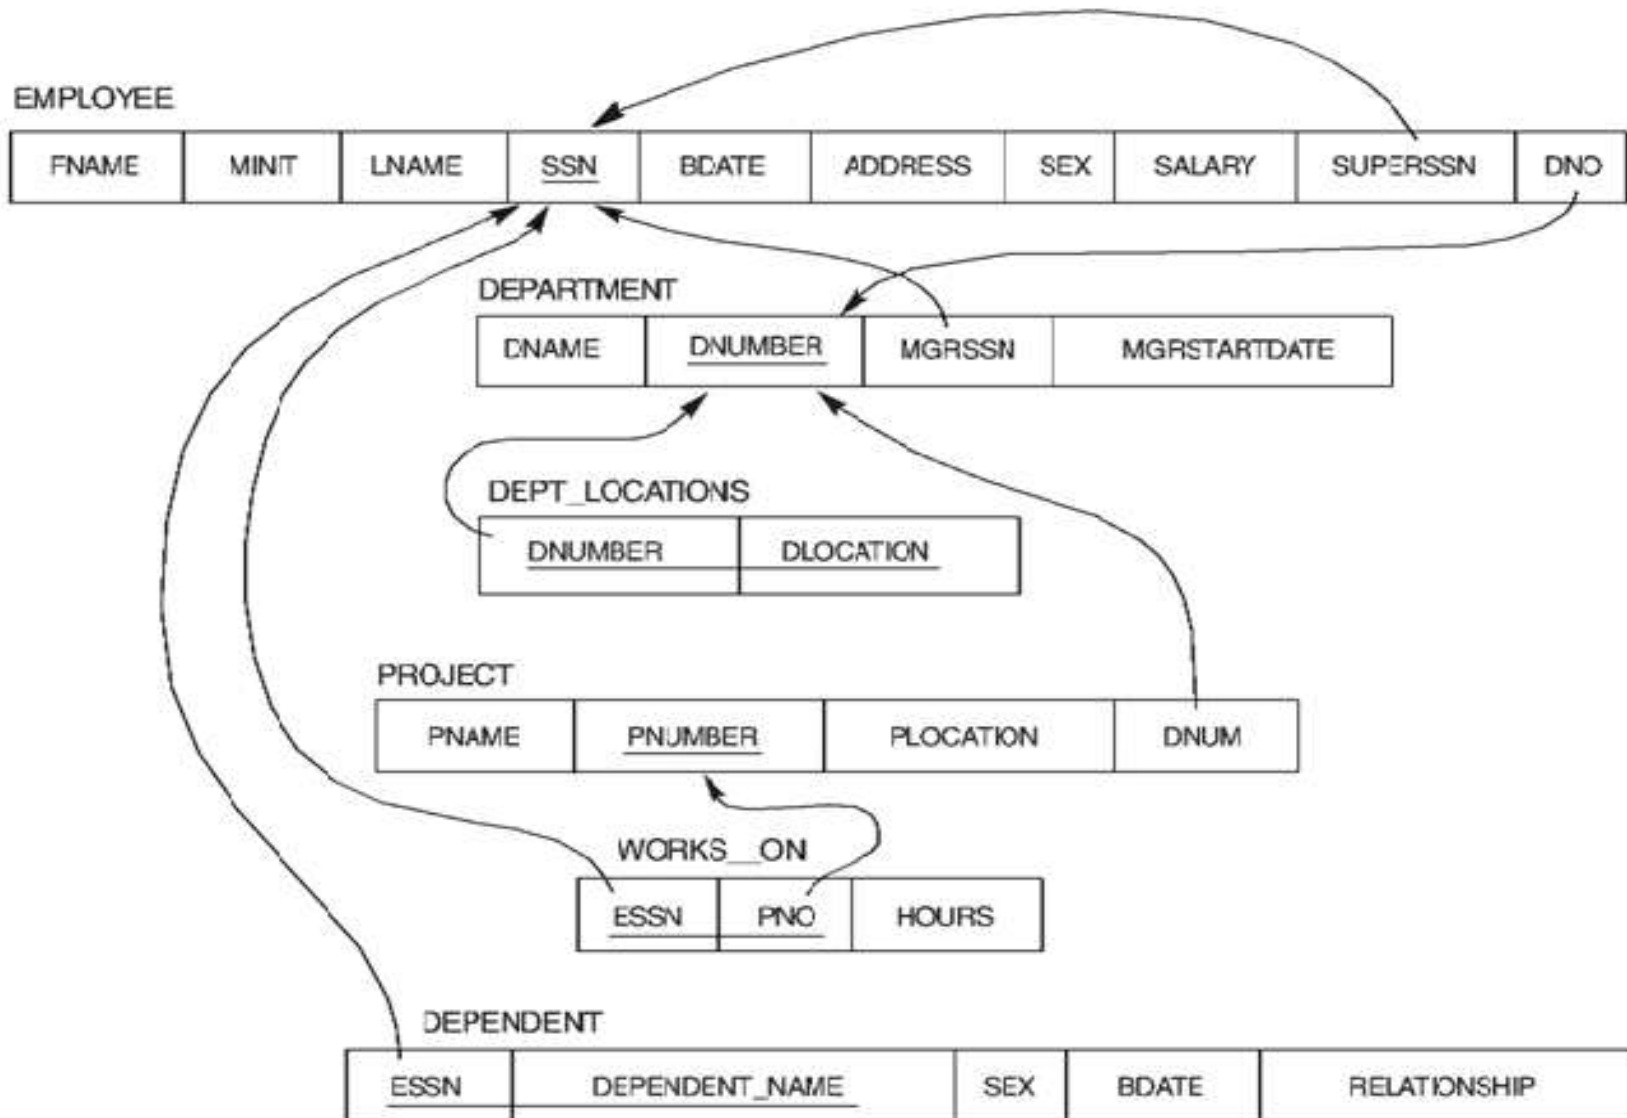 EMPLOYEE
FNAME MINIT LNAME SSN BDATE ADDRESS SEX SALARY SUPERSSN DNO
DEPARTMENT
DNAME DNUMBER MGRSSN MGRSTARTDATE
DEPT_LOCATIONS
DNUMBER DLOCATION
PROJECT
PNAME PNUMBER PLOCATION DNUM
WORKS_ON
ESSN PNO HOURS
DEPENDENT
ESSN DEPENDENT_NAME SEX BDATE RELATIONSHIP